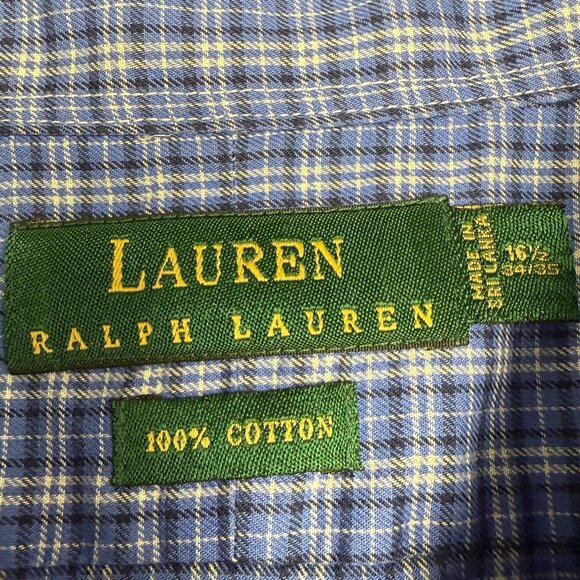 LAUREN
RALPH LAUREN
MADE IN
SRI LANKA
16½
34/35
100% COTTON